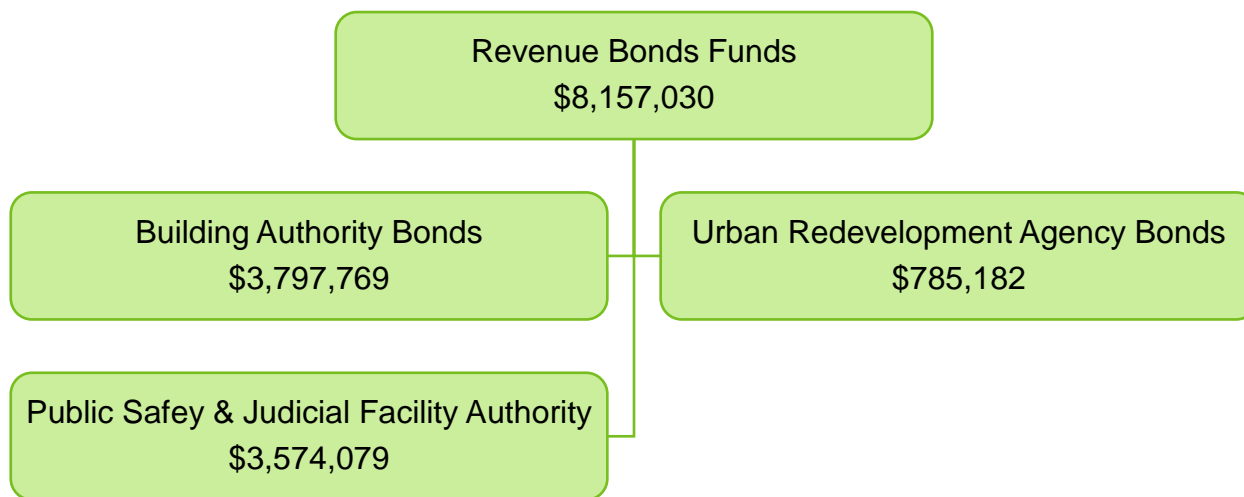 Revenue Bonds Funds
$8,157,030
Building Authority Bonds
$3,797,769
Urban Redevelopment Agency Bonds
$785,182
Public Safey & Judicial Facility Authority
$3,574,079